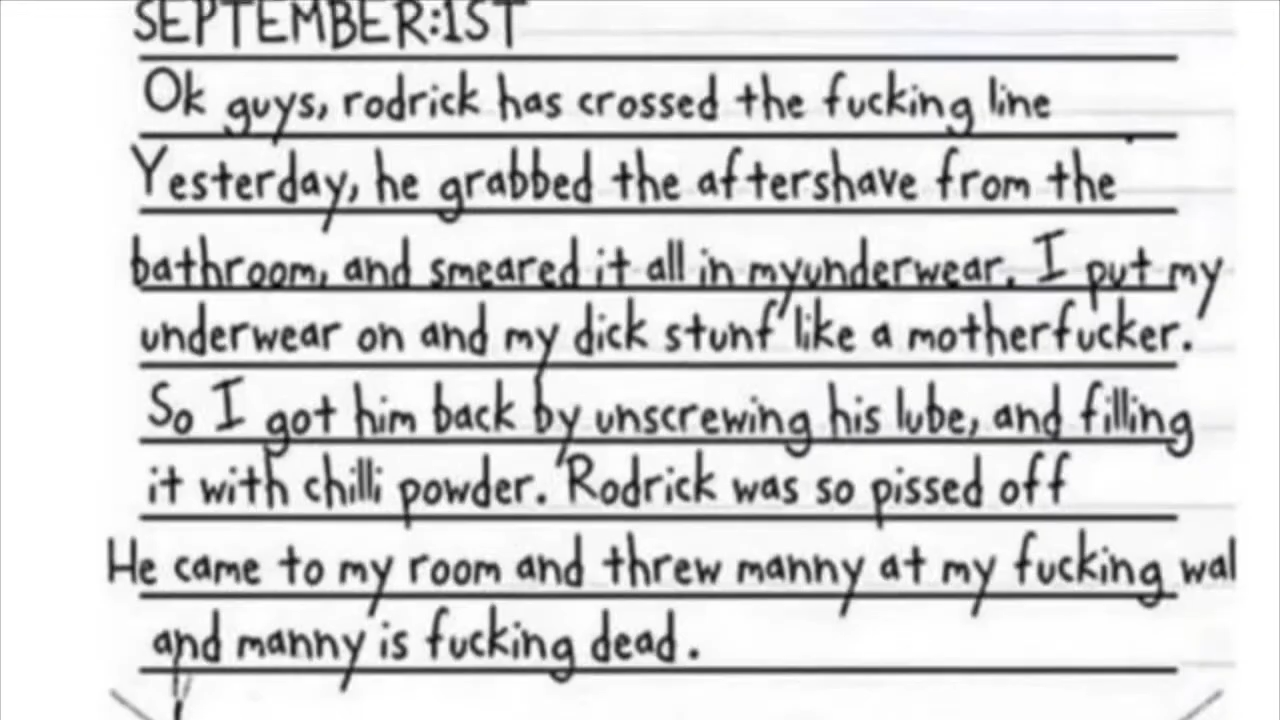 SEPTEMBER:1ST
Ok guys, rodrick has crossed the fucking line
Yesterday, he grabbed the aftershave from the
bathroom, and smeared it all in myunderwear. I put my
underwear on and my dick stunf like a motherfucker.
So I got him back by unscrewing his lube, and filling
it with chilli powder. Rodrick was so pissed off
He came to my room and threw manny at my fucking wal
and manny is fucking dead.